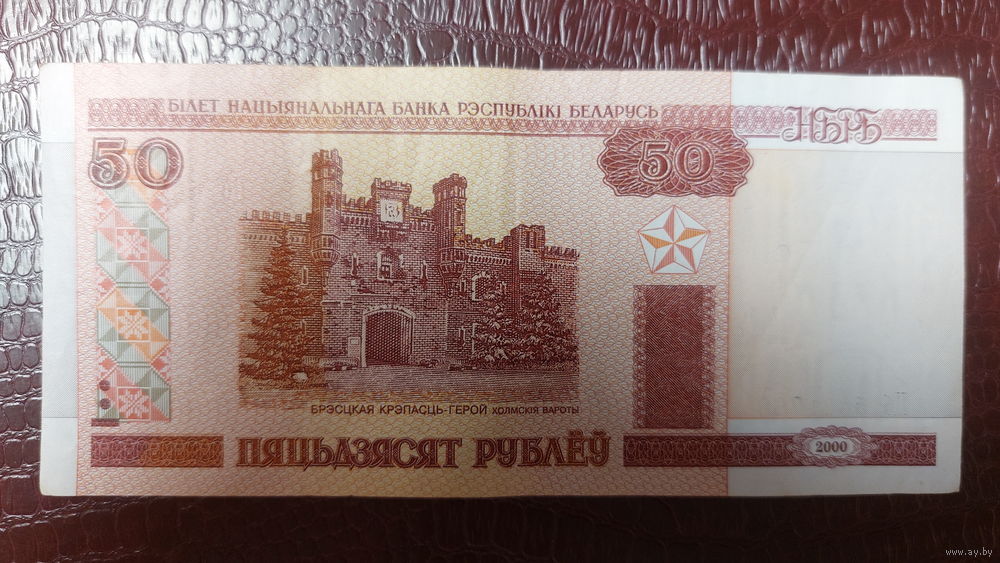 БІЛЕТ НАЦЫЯНАЛЬНАГА БАНКА РЭСПУБЛІКІ БЕЛАРУСЬ
НБРБ
50
50
БРЭСЦКАЯ КРЭПАСЦЬ-ГЕРОЙ ХОЛМСКІЯ ВАРОТЫ
ПЯЦЬДЗЯСЯТ РУБЛЁЎ
2000
www.ay.by